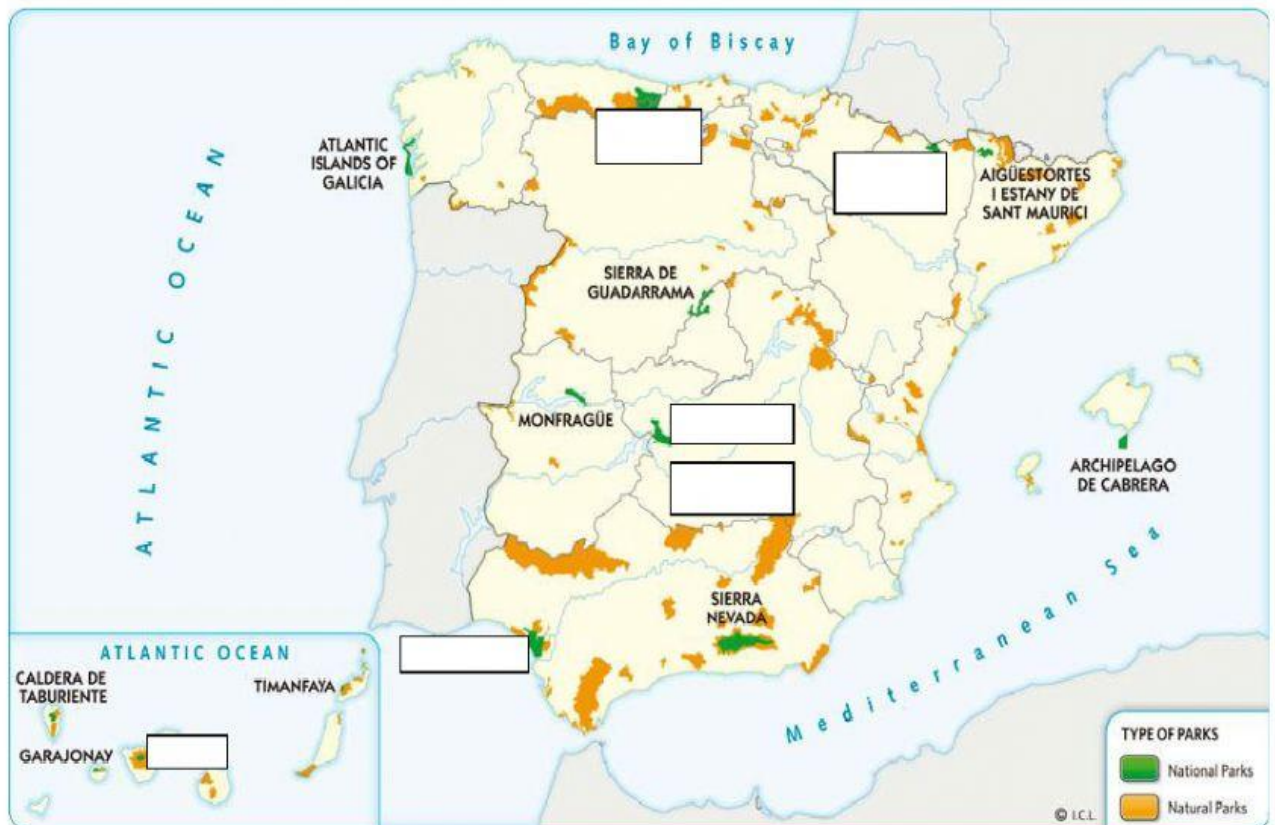 Bay of Biscay
ATLANTIC
ISLANDS OF
GALICIA
AIGÜESTORTES
I ESTANY DE
SANT MAURICI
ATLANTIC OCEAN
SIERRA DE
GUADARRAMA
MONFRAGÜE
ARCHIPELAGO
DE CABRERA
SIERRA
NEVADA
Mediterranean Sea
ATLANTIC OCEAN
CALDERA DE
TABURIENTE
TIMANFAYA
GARAJONAY
TYPE OF PARKS
National Parks
Natural Parks
© I.C.L.